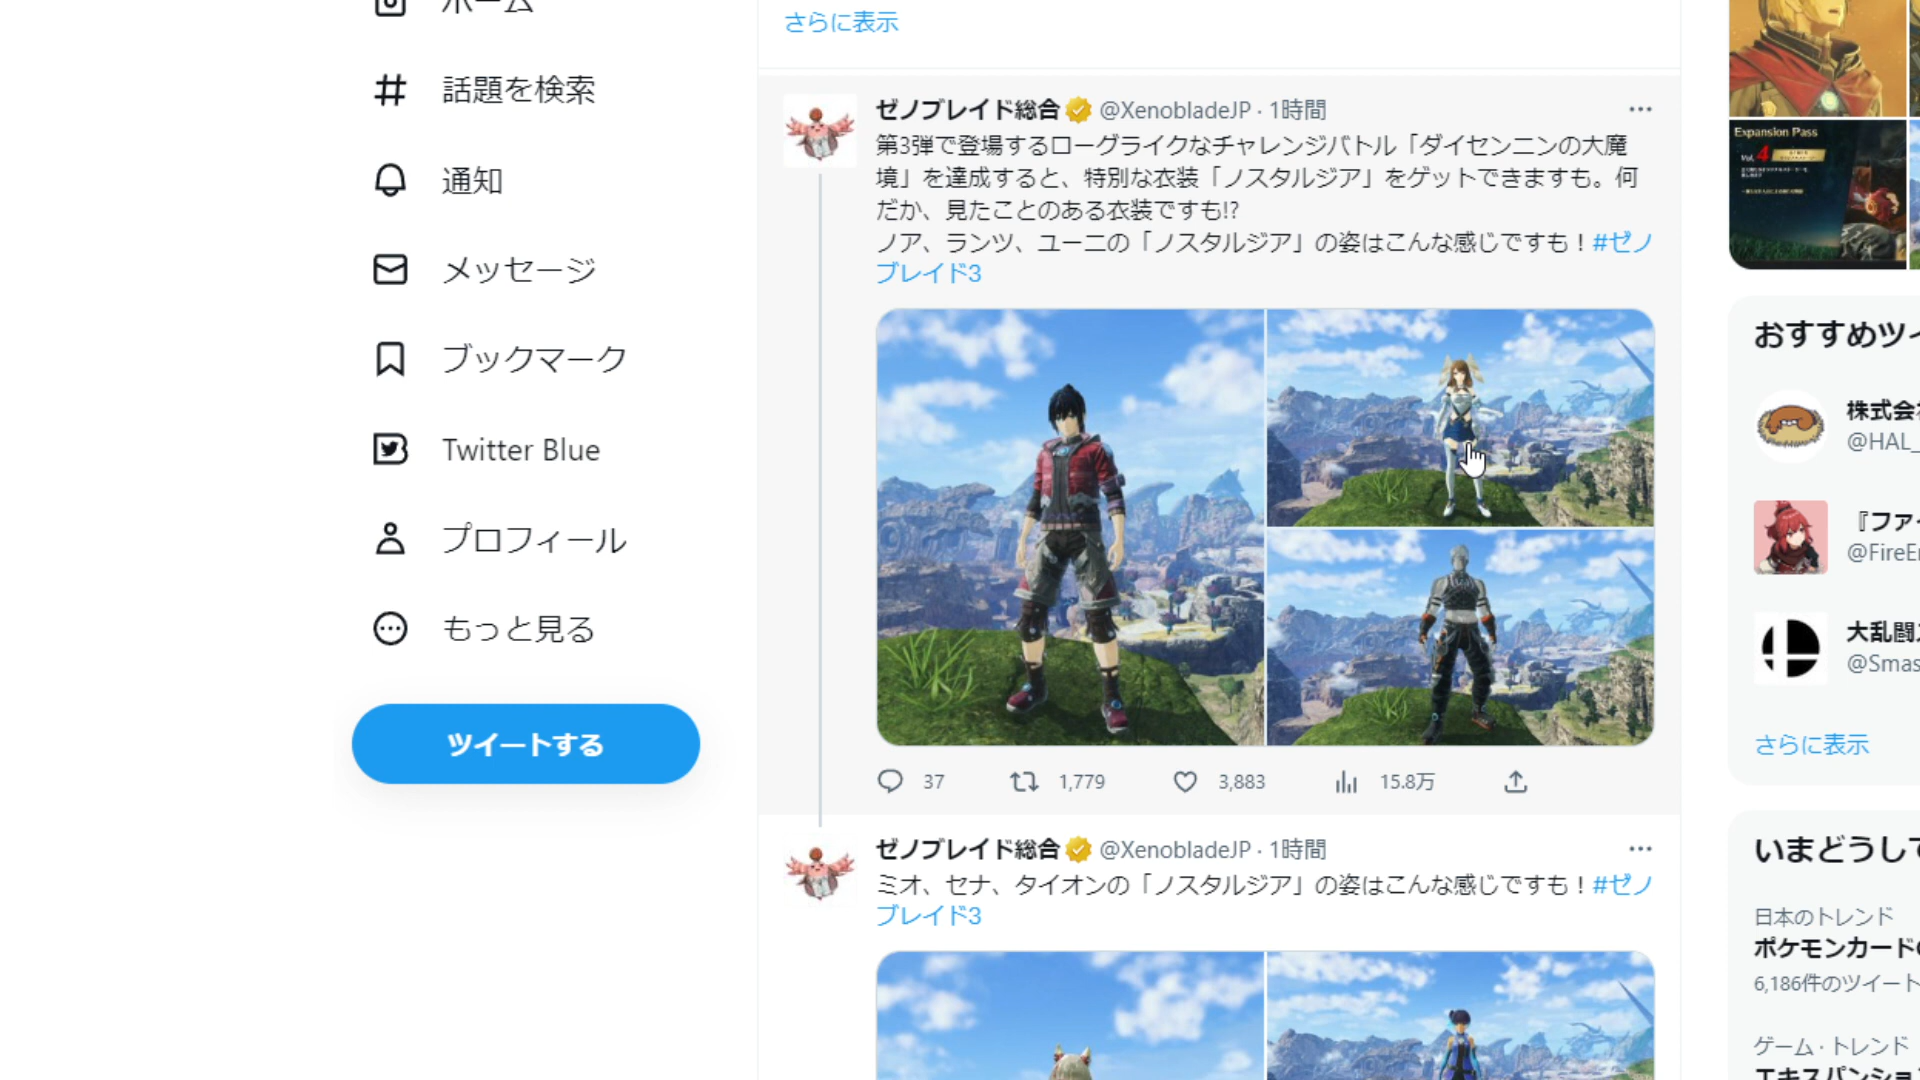 ホーム
話題を検索
通知
メッセージ
ブックマーク
Twitter Blue
プロフィール
もっと見る
ツイートする
さらに表示
ゼノブレイド総合 @XenobladeJP · 1時間
第3弾で登場するローグライクなチャレンジバトル「ダイセンニンの大魔
境」を達成すると、特別な衣装「ノスタルジア」をゲットできますも。何
だか、見たことのある衣装ですも!?
ノア、ランツ、ユーニの「ノスタルジア」の姿はこんな感じですも！#ゼノ
ブレイド3
37 1,779 3,883 15.8万
ゼノブレイド総合 @XenobladeJP · 1時間
ミオ、セナ、タイオンの「ノスタルジア」の姿はこんな感じですも！#ゼノ
ブレイド3
Expansion Pass
Vol. 4
おすすめツイ
株式会社
@HAL_
『ファイ
@FireEm
大乱闘ス
@Smas
さらに表示
いまどうして
日本のトレンド
ポケモンカードの
6,186件のツイート
ゲーム · トレンド
エキスパンション